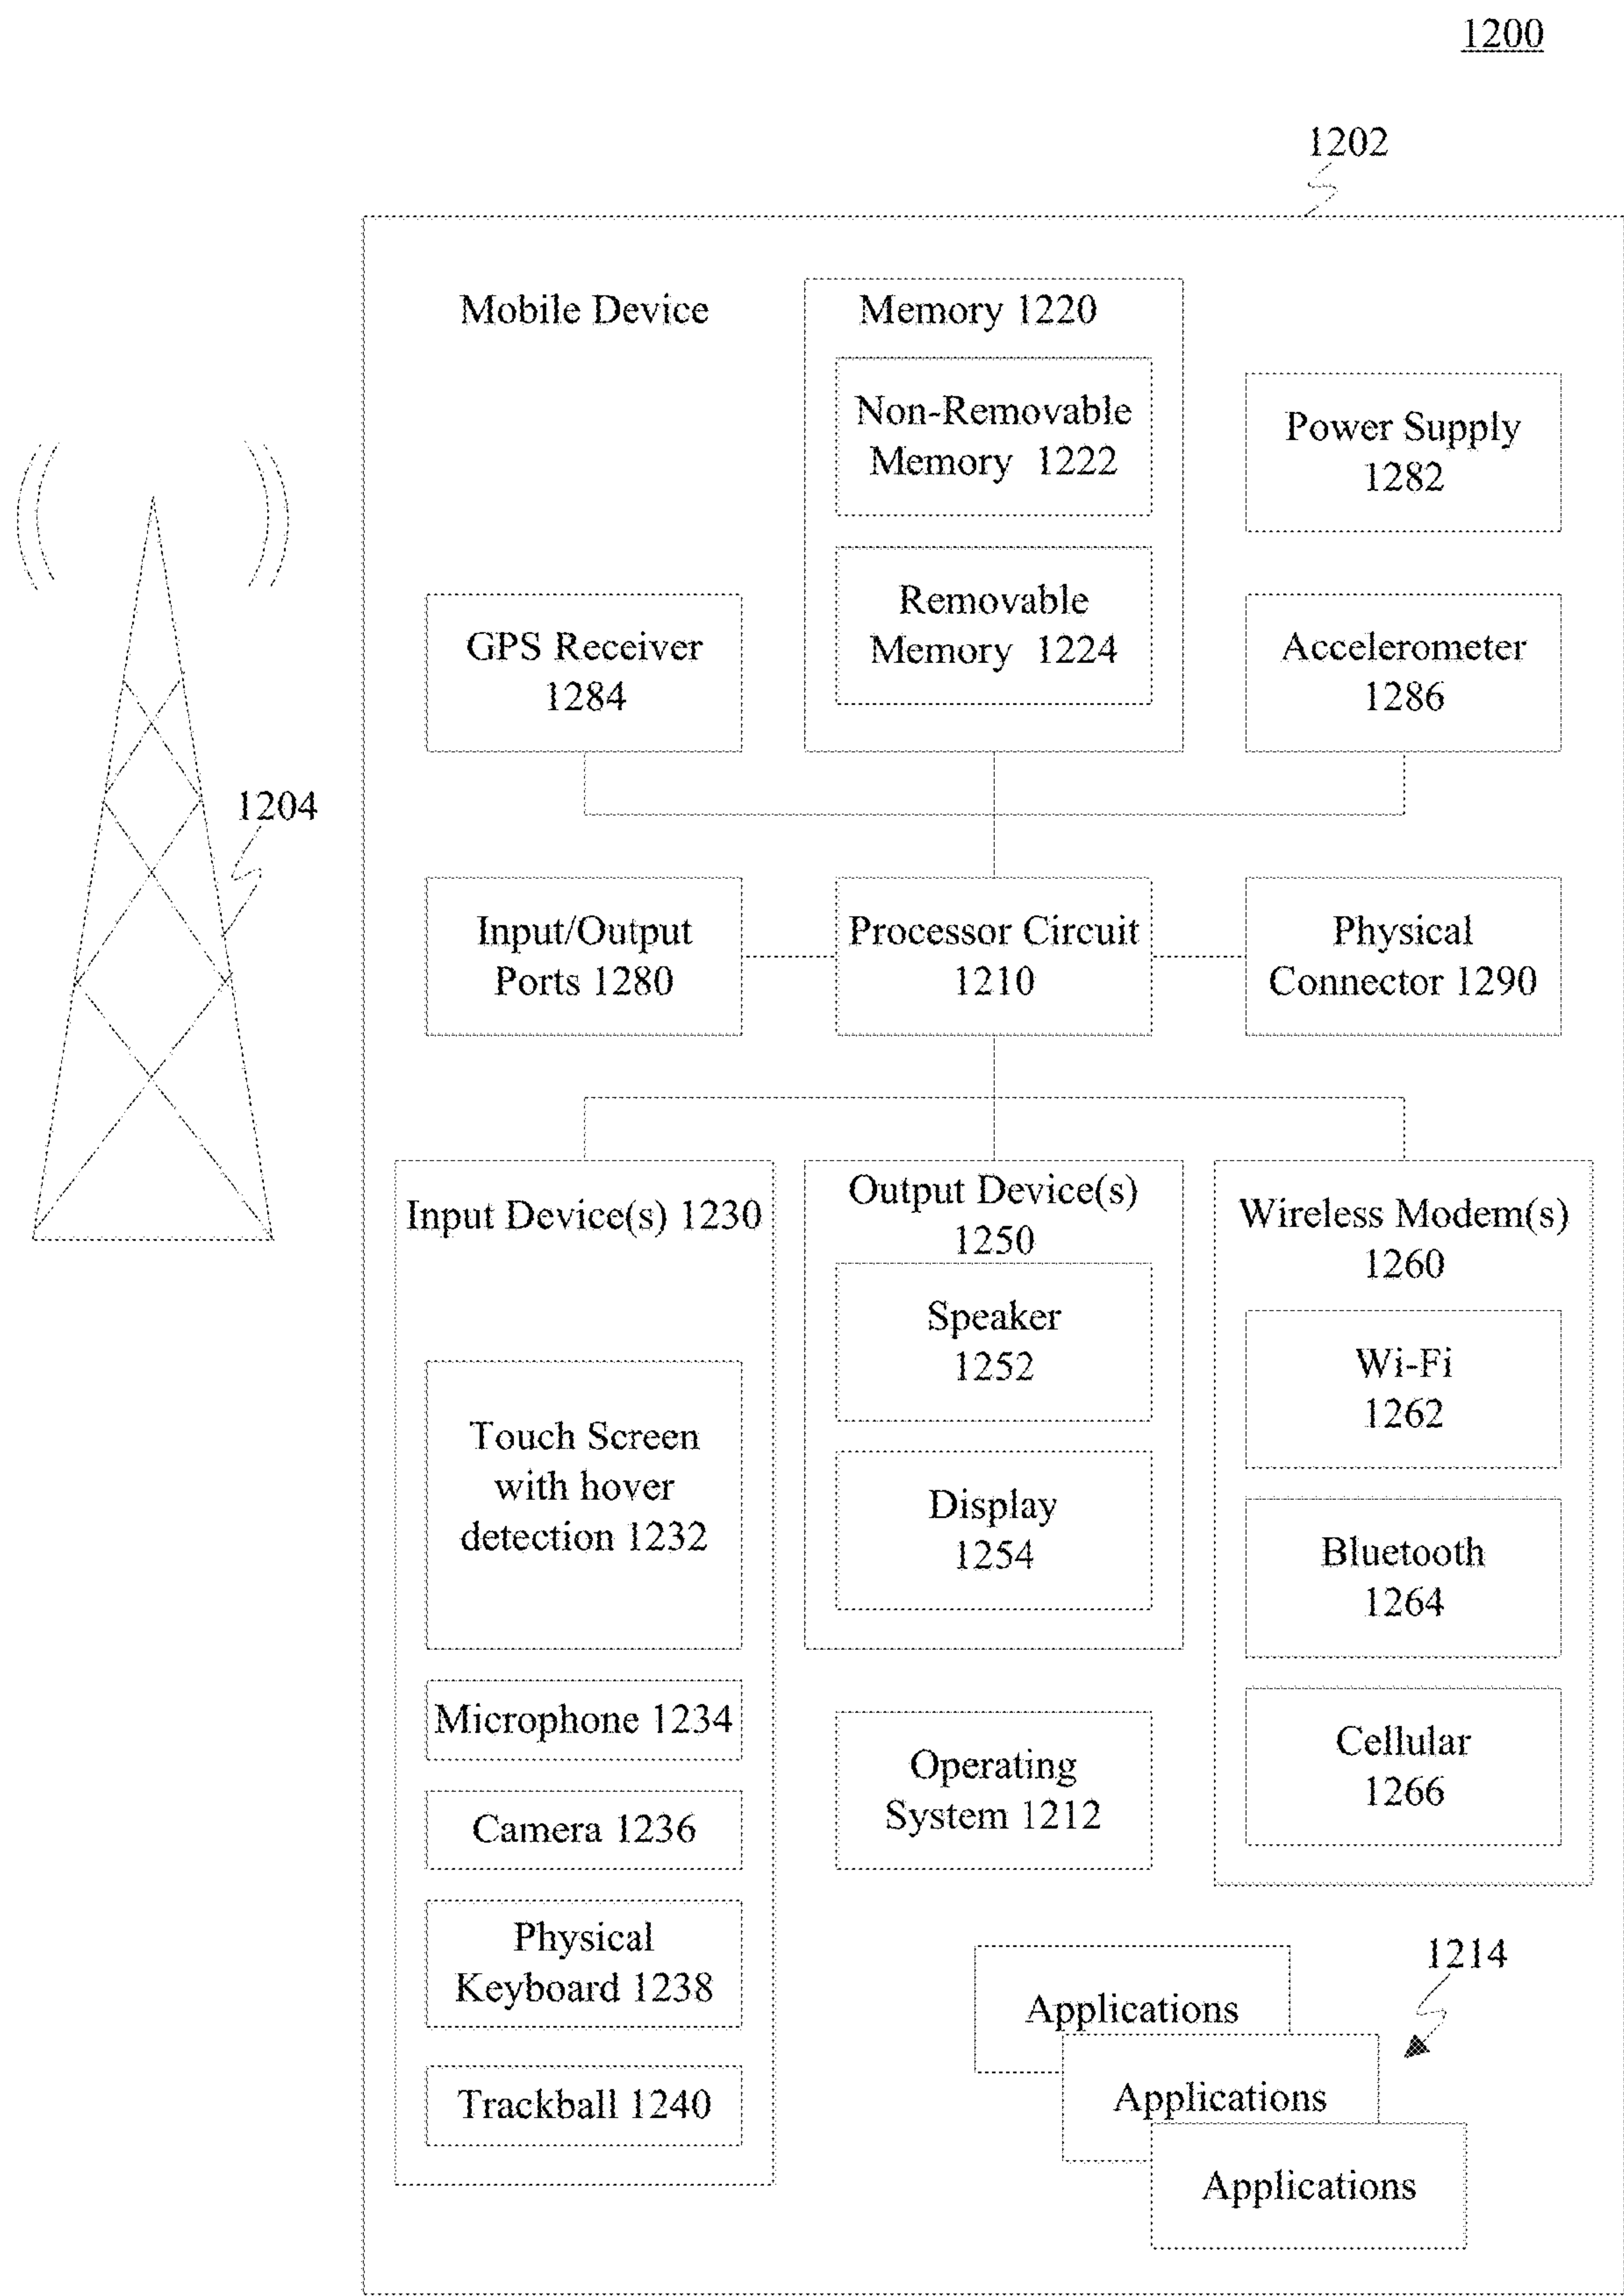 1200
1202
Mobile Device
Memory 1220
Non-Removable
Memory 1222
Power Supply
1282
Removable
Memory 1224
GPS Receiver
1284
Accelerometer
1286
1204
Input/Output
Ports 1280
Processor Circuit
1210
Physical
Connector 1290
Input Device(s) 1230
Output Device(s)
1250
Wireless Modem(s)
1260
Speaker
1252
Wi-Fi
1262
Touch Screen
with hover
detection 1232
Display
1254
Bluetooth
1264
Microphone 1234
Camera 1236
Operating
System 1212
Cellular
1266
Physical
Keyboard 1238
Trackball 1240
1214
Applications
Applications
Applications